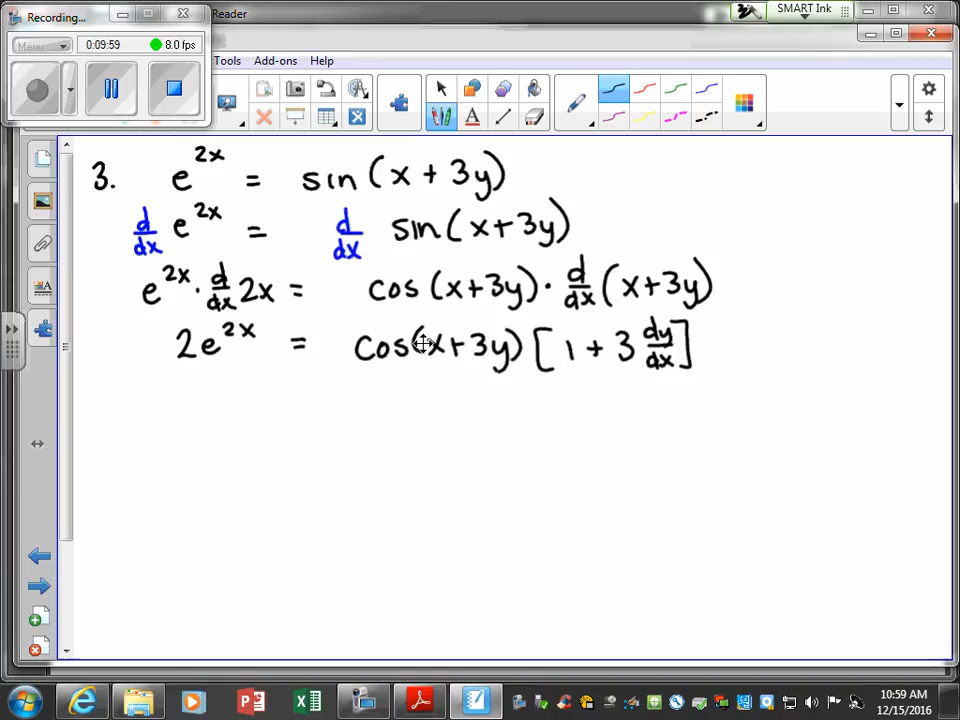 Recording...
Reader
SMART Ink
Menu
0:09:59
8.0 fps
Tools Add-ons Help
3. e^{2x} = sin (x + 3y)
d/dx e^{2x} = d/dx sin(x+3y)
e^{2x} · d/dx 2x = cos (x+3y) · d/dx (x+3y)
2e^{2x} = cos(x+3y) [1 + 3 dy/dx]
10:59 AM
12/15/2016